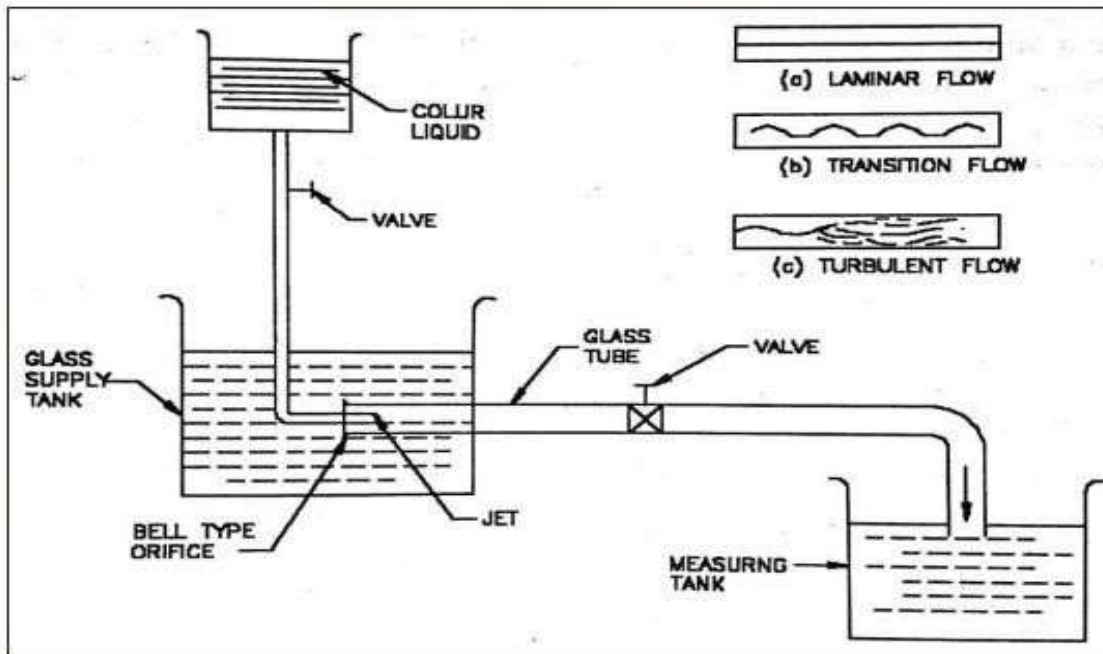 COLUR
LIQUID
VALVE
(a) LAMINAR FLOW
(b) TRANSITION FLOW
(c) TURBULENT FLOW
GLASS
SUPPLY
TANK
GLASS
TUBE
VALVE
BELL TYPE
ORIFICE
JET
MEASURNG
TANK